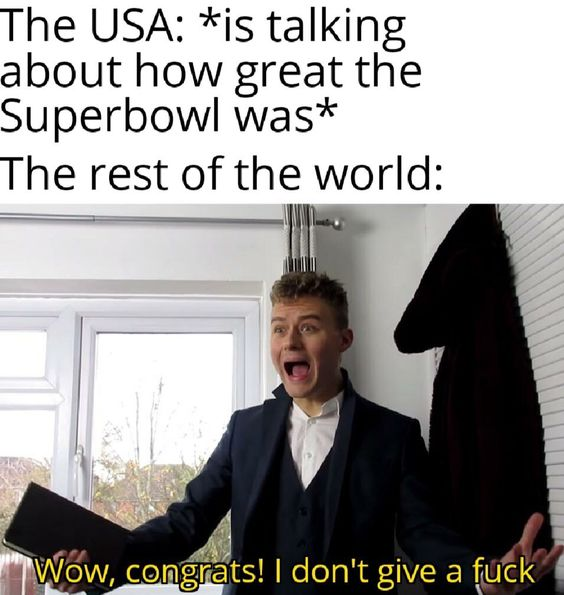 The USA: *is talking
about how great the
Superbowl was*
The rest of the world:
Wow, congrats! I don't give a fuck